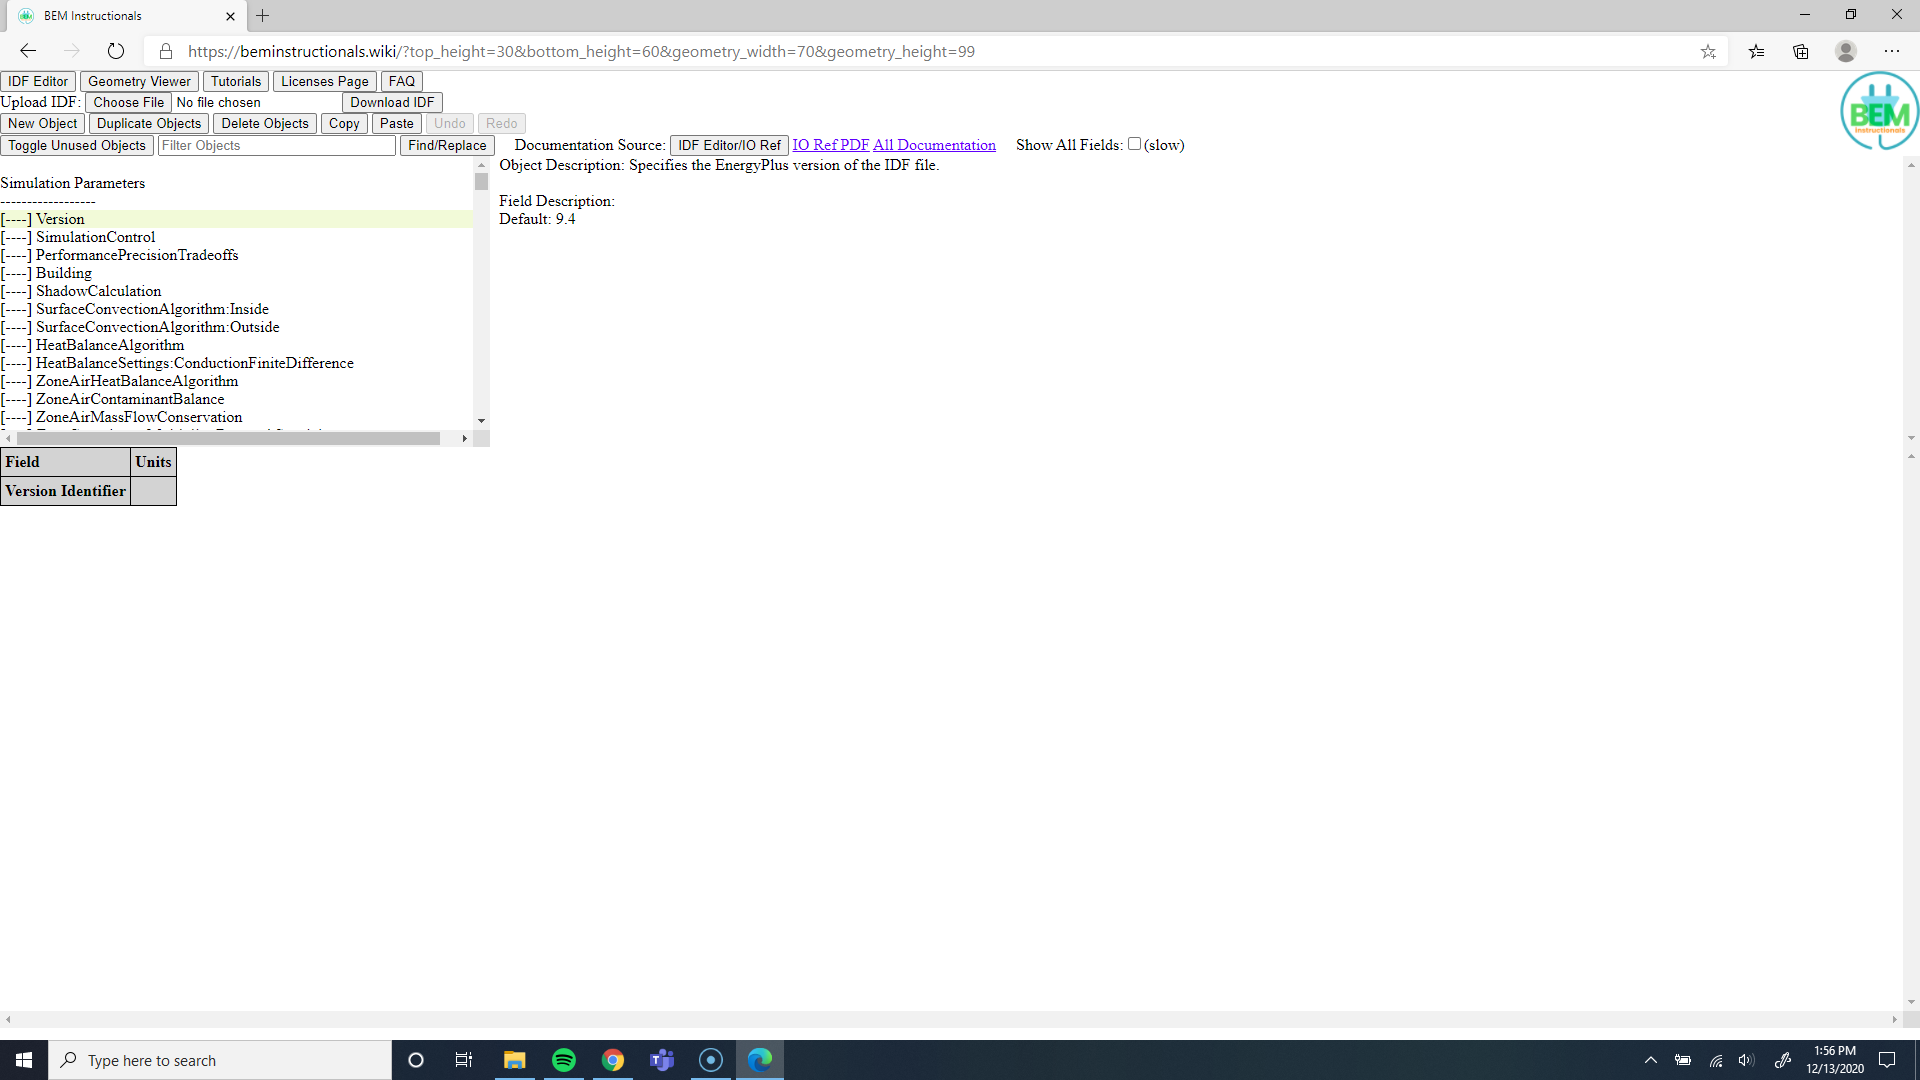 BEM Instructionals
https://beminstructionals.wiki/?top_height=30&bottom_height=60&geometry_width=70&geometry_height=99
IDF Editor Geometry Viewer Tutorials Licenses Page FAQ
Upload IDF: Choose File No file chosen Download IDF
New Object Duplicate Objects Delete Objects Copy Paste Undo Redo
BEM
Instructionals
Toggle Unused Objects Filter Objects Find/Replace Documentation Source: IDF Editor/IO Ref IO Ref PDF All Documentation Show All Fields: (slow)
Object Description: Specifies the EnergyPlus version of the IDF file.
Field Description:
Default: 9.4
Simulation Parameters
------------------
[----] Version
[----] SimulationControl
[----] PerformancePrecisionTradeoffs
[----] Building
[----] ShadowCalculation
[----] SurfaceConvectionAlgorithm:Inside
[----] SurfaceConvectionAlgorithm:Outside
[----] HeatBalanceAlgorithm
[----] HeatBalanceSettings:ConductionFiniteDifference
[----] ZoneAirHeatBalanceAlgorithm
[----] ZoneAirContaminantBalance
[----] ZoneAirMassFlowConservation
Field Units
Version Identifier
Type here to search
1:56 PM
12/13/2020